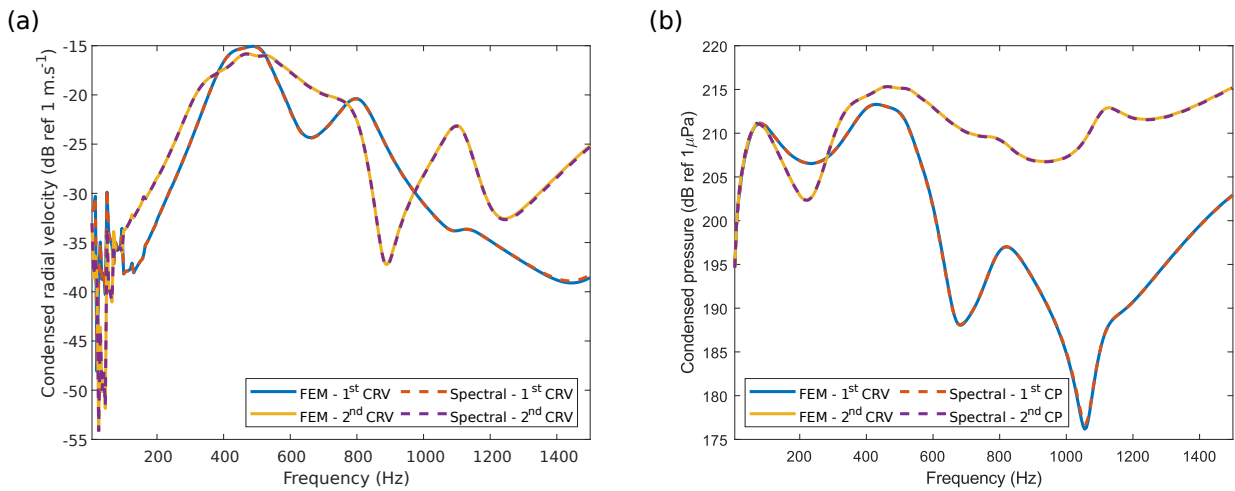 (a)
Condensed radial velocity (dB ref 1 m.s⁻¹)
-15
-20
-25
-30
-35
-40
-45
-50
-55
FEM - 1st CRV
Spectral - 1st CRV
FEM - 2nd CRV
Spectral - 2nd CRV
200 400 600 800 1000 1200 1400
Frequency (Hz)
(b)
Condensed pressure (dB ref 1μPa)
220
215
210
205
200
195
190
185
180
175
FEM - 1st CRV
Spectral - 1st CP
FEM - 2nd CRV
Spectral - 2nd CP
200 400 600 800 1000 1200 1400
Frequency (Hz)